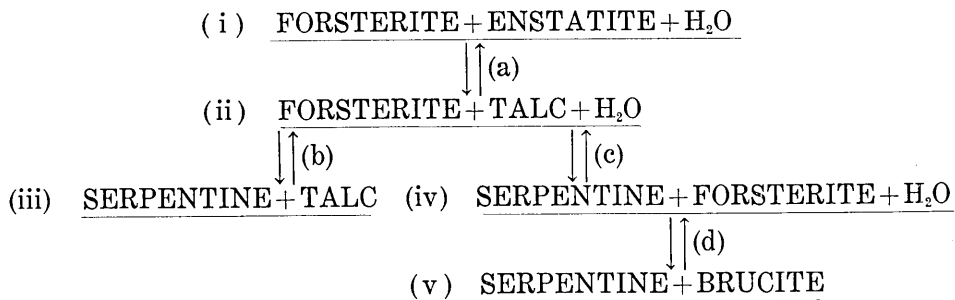 (i) FORSTERITE+ENSTATITE+H₂O
(a)
(ii) FORSTERITE+TALC+H₂O
(b) (c)
(iii) SERPENTINE+TALC (iv) SERPENTINE+FORSTERITE+H₂O
(d)
(v) SERPENTINE+BRUCITE